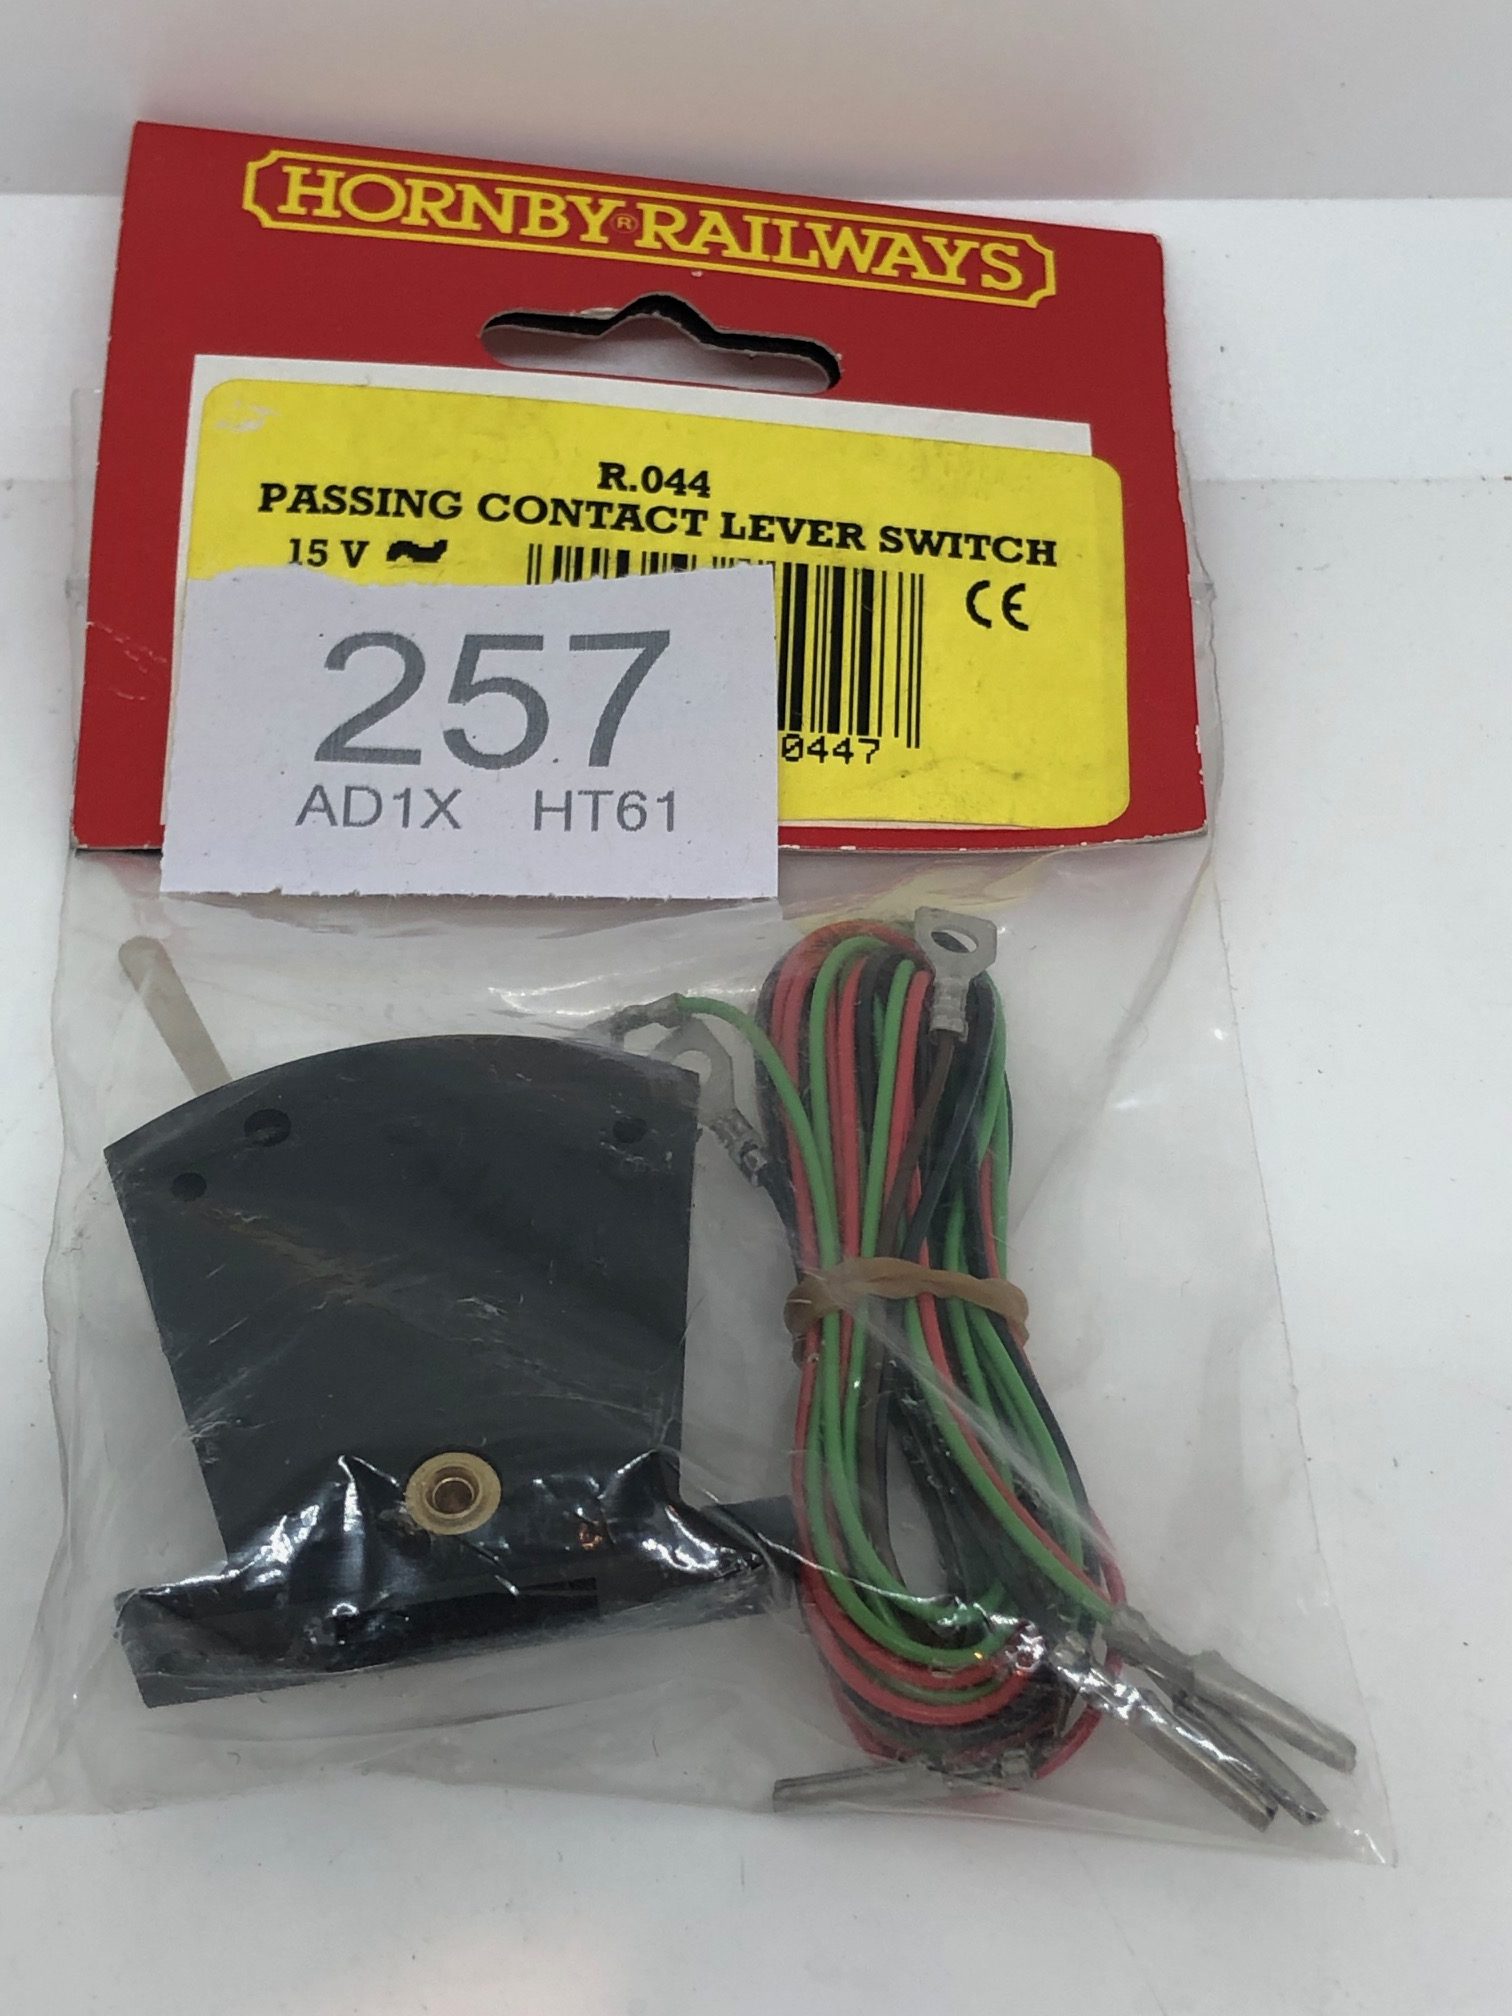 HORNBY® RAILWAYS
R.044
PASSING CONTACT LEVER SWITCH
15 V
CE
0447
257
AD1X HT61